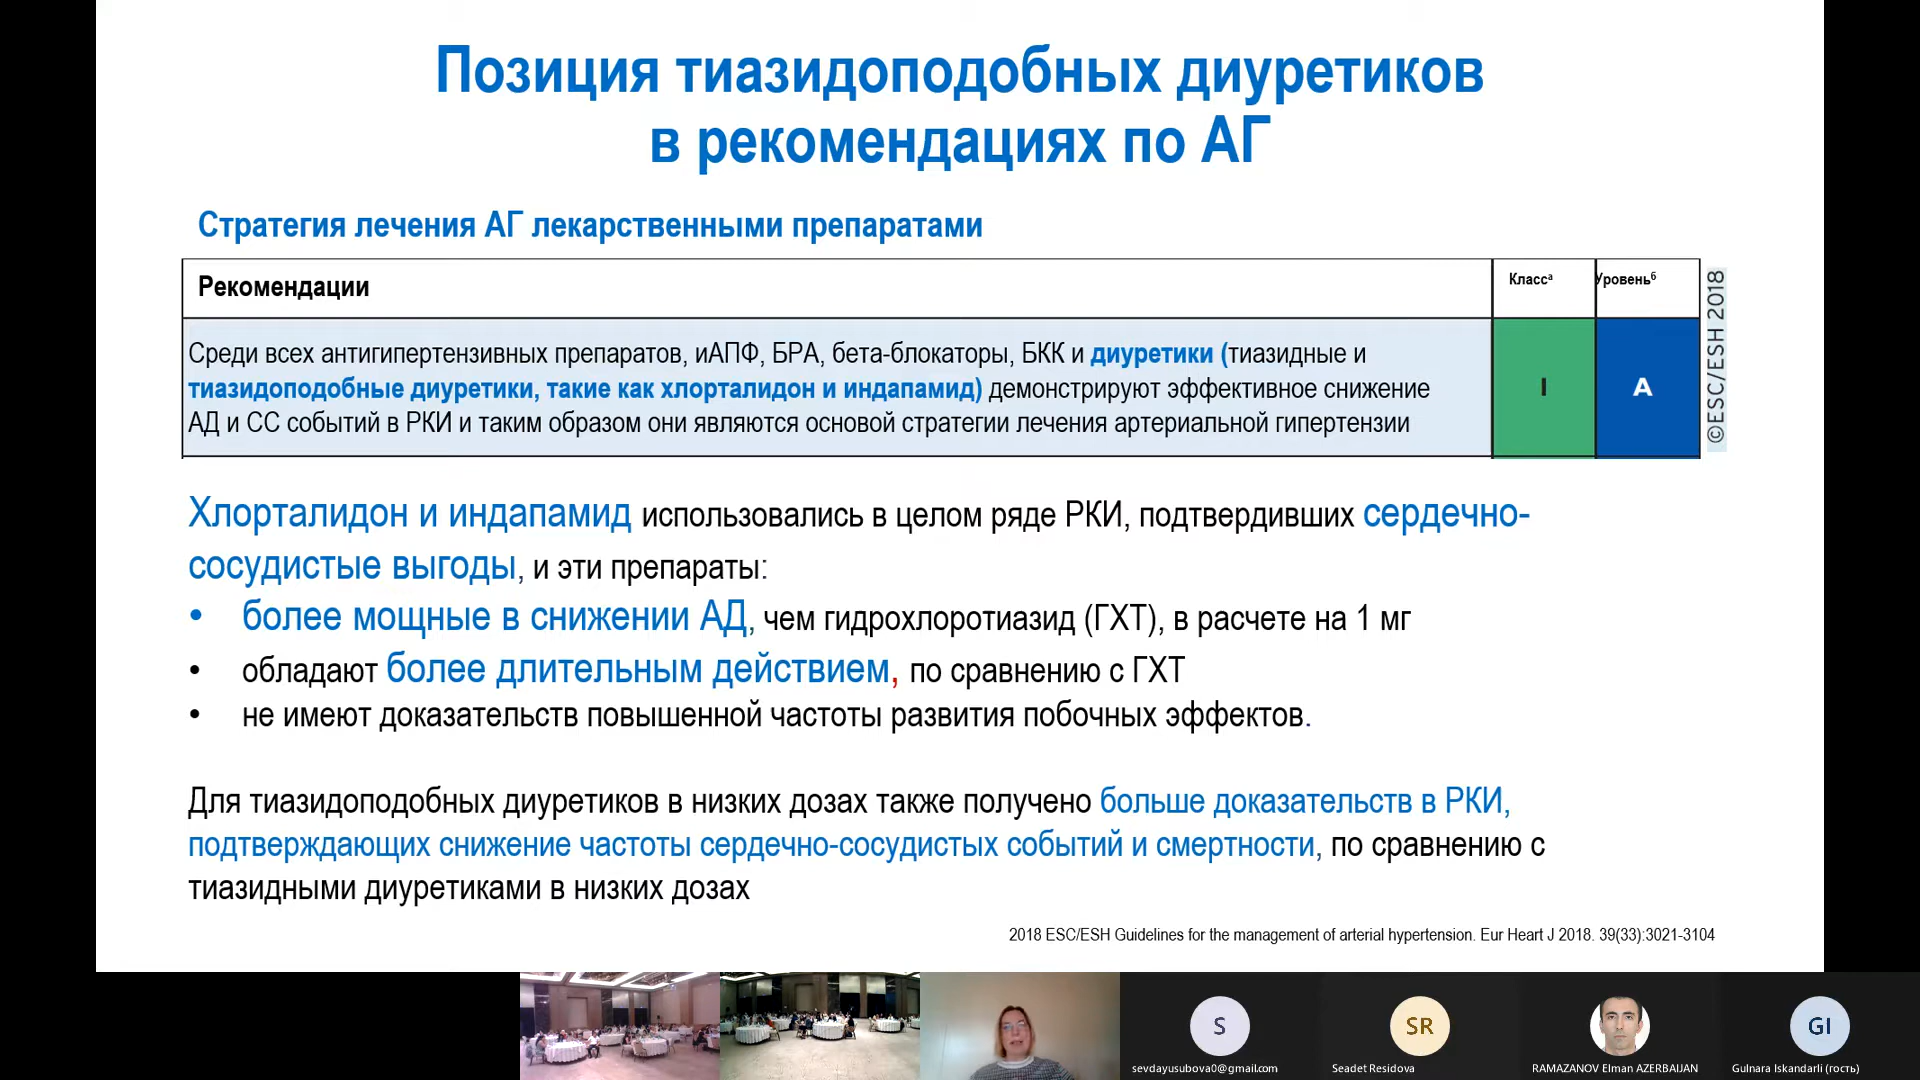 Позиция тиазидоподобных диуретиков
в рекомендациях по АГ
Стратегия лечения АГ лекарственными препаратами
Рекомендации
Классᵃ
Уровеньᵇ
Среди всех антигипертензивных препаратов, иАПФ, БРА, бета-блокаторы, БКК и диуретики (тиазидные и
тиазидоподобные диуретики, такие как хлорталидон и индапамид) демонстрируют эффективное снижение
АД и СС событий в РКИ и таким образом они являются основой стратегии лечения артериальной гипертензии
I
A
©ESC/ESH 2018
Хлорталидон и индапамид использовались в целом ряде РКИ, подтвердивших сердечно-
сосудистые выгоды, и эти препараты:
• более мощные в снижении АД, чем гидрохлоротиазид (ГХТ), в расчете на 1 мг
• обладают более длительным действием, по сравнению с ГХТ
• не имеют доказательств повышенной частоты развития побочных эффектов.
Для тиазидоподобных диуретиков в низких дозах также получено больше доказательств в РКИ,
подтверждающих снижение частоты сердечно-сосудистых событий и смертности, по сравнению с
тиазидными диуретиками в низких дозах
2018 ESC/ESH Guidelines for the management of arterial hypertension. Eur Heart J 2018. 39(33):3021-3104
S
SR
GI
sevdayusubova0@gmail.com
Seadet Residova
RAMAZANOV Elman AZERBAIJAN
Gulnara Iskandarli (гость)